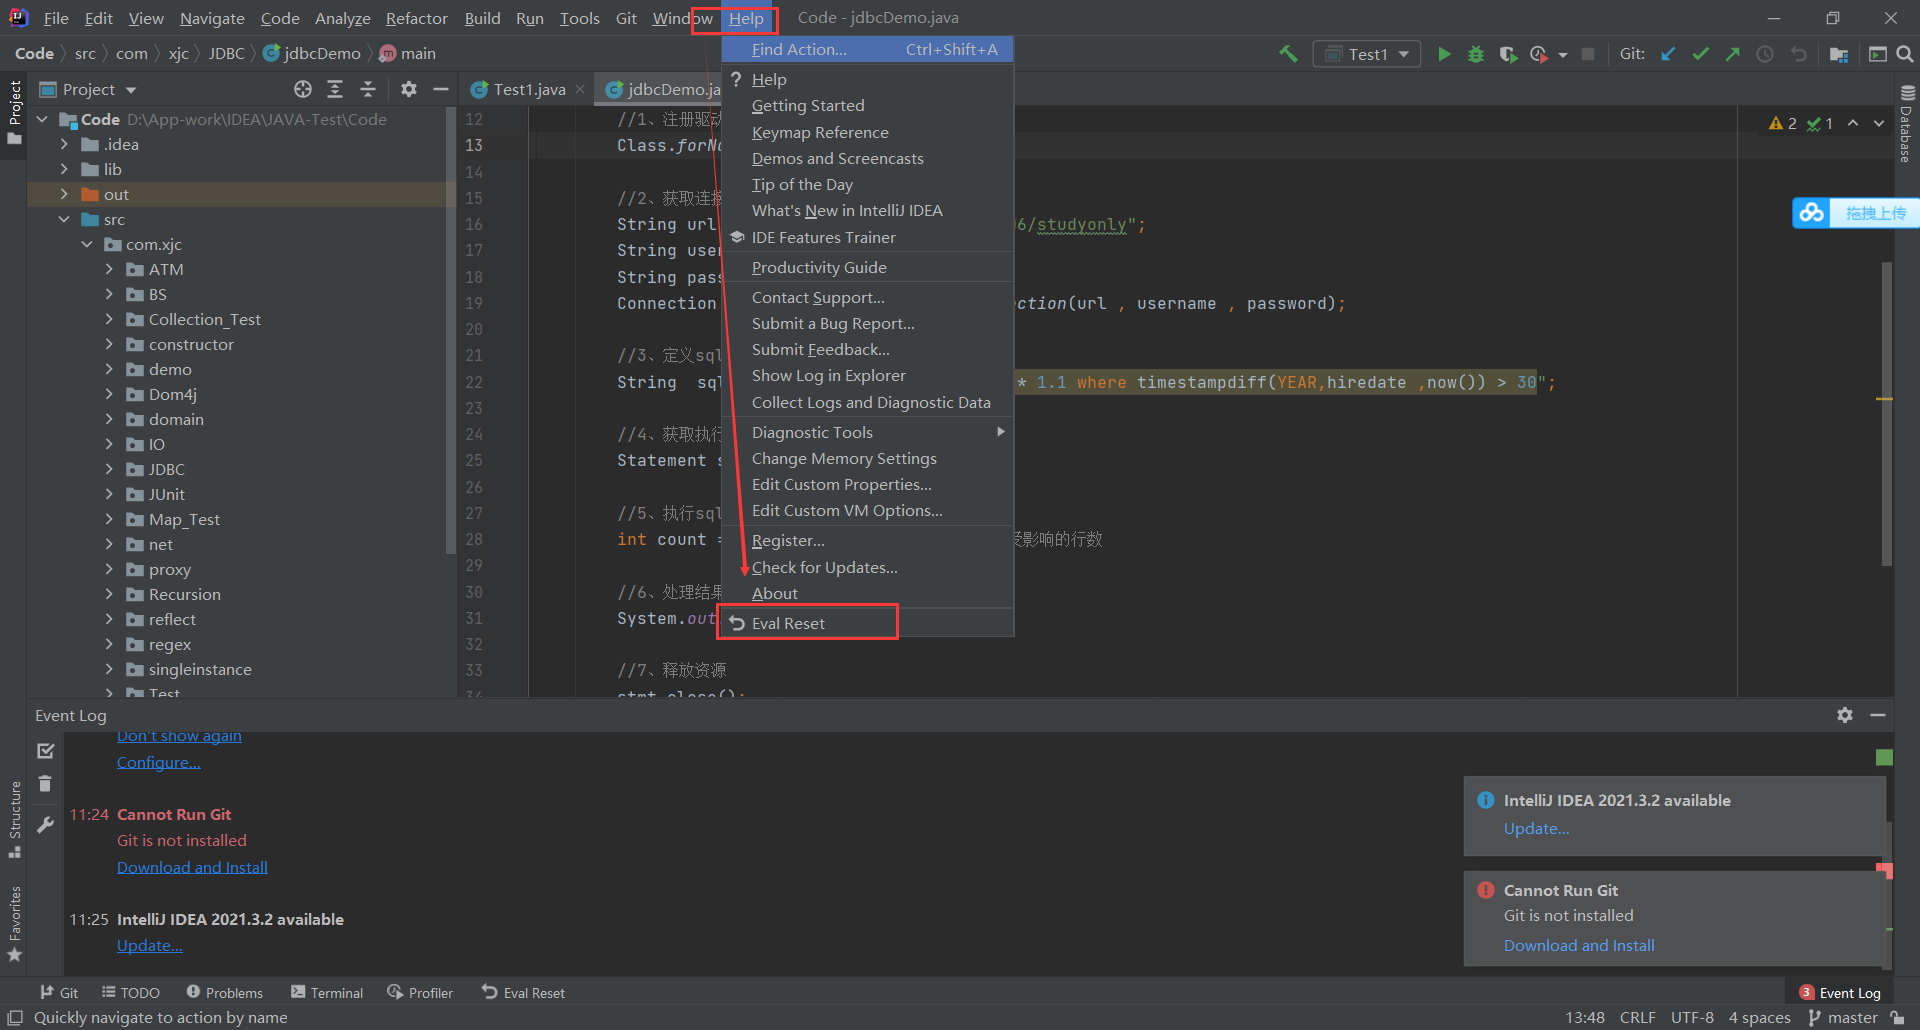 File Edit View Navigate Code Analyze Refactor Build Run Tools Git Window Help Code - jdbcDemo.java
Code src com xjc JDBC jdbcDemo main Test1 Git:
Project
Project
Code D:\App-work\IDEA\JAVA-Test\Code
.idea
lib
out
src
com.xjc
ATM
BS
Collection_Test
constructor
demo
Dom4j
domain
IO
JDBC
JUnit
Map_Test
net
proxy
Recursion
reflect
regex
singleinstance
Test
Test1.java jdbcDemo.ja
2 1
Database
拖拽上传
12 //1、注册驱动
13 Class.forNa
14
15 //2、获取连接
16 String url 06/studyonly";
17 String user
18 String pass
19 Connection ction(url , username , password);
20
21 //3、定义sql
22 String sql * 1.1 where timestampdiff(YEAR,hiredate ,now()) > 30";
23
24 //4、获取执行
25 Statement s
26
27 //5、执行sql
28 int count = 受影响的行数
29
30 //6、处理结果
31 System.out.
32
33 //7、释放资源
34 stmt.close();
Find Action... Ctrl+Shift+A
Help
Getting Started
Keymap Reference
Demos and Screencasts
Tip of the Day
What's New in IntelliJ IDEA
IDE Features Trainer
Productivity Guide
Contact Support...
Submit a Bug Report...
Submit Feedback...
Show Log in Explorer
Collect Logs and Diagnostic Data
Diagnostic Tools
Change Memory Settings
Edit Custom Properties...
Edit Custom VM Options...
Register...
Check for Updates...
About
Eval Reset
Event Log
Don't show again
Configure...
11:24 Cannot Run Git
Git is not installed
Download and Install
11:25 IntelliJ IDEA 2021.3.2 available
Update...
Structure
Favorites
IntelliJ IDEA 2021.3.2 available
Update...
Cannot Run Git
Git is not installed
Download and Install
Git TODO Problems Terminal Profiler Eval Reset 3 Event Log
Quickly navigate to action by name 13:48 CRLF UTF-8 4 spaces master